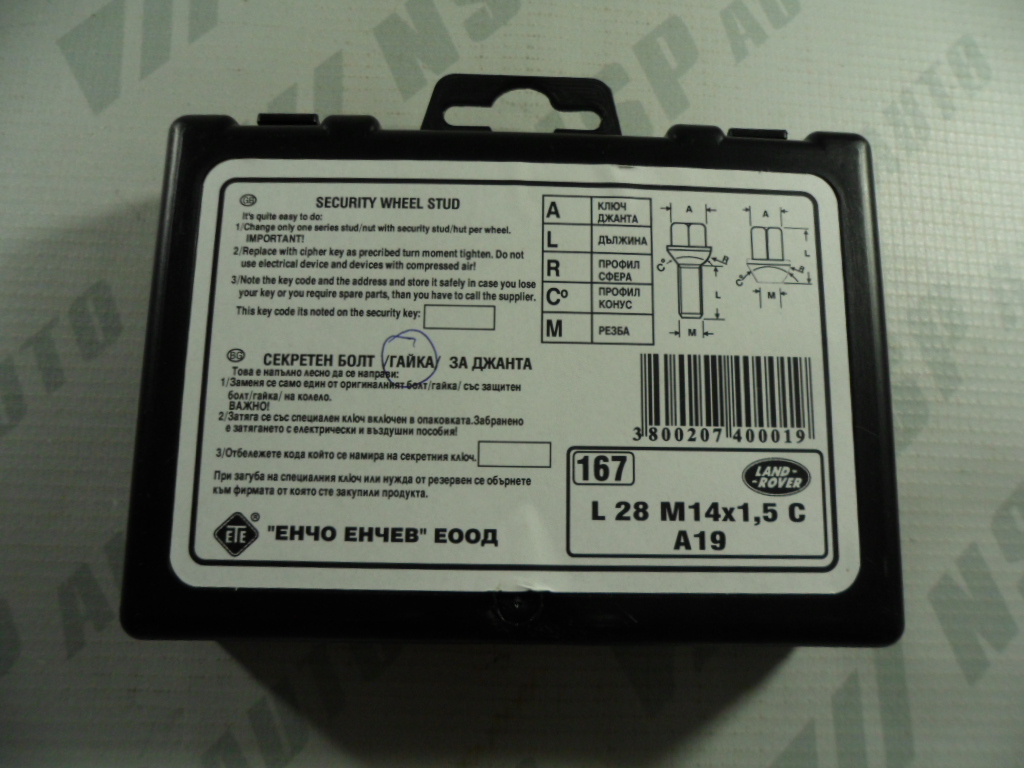 GB SECURITY WHEEL STUD
It's quite easy to do:
1/Change only one series stud/nut with security stud/hut per wheel.
IMPORTANT!
2/Replace with cipher key as precribed turn moment tighten. Do not
use electrical device and devices with compressed air!
3/Note the key code and the address and store it safely in case you lose
your key or you require spare parts, than you have to call the supplier.
This key code its noted on the security key:
BG СЕКРЕТЕН БОЛТ /ГАЙКА/ ЗА ДЖАНТА
Това е напълно лесно да се направи:
1/Заменя се само един от оригиналният болт/гайка/ със защитен
болт/гайка/ на колело.
ВАЖНО!
2/Затяга се със специален ключ включен в опаковката.Забранено
е затягането с електрически и въздушни пособия!
3/Отбележете кода който се намира на секретния ключ.
При загуба на специалния ключ или нужда от резервен се обърнете
към фирмата от която сте закупили продукта.
ETE ® "ЕНЧО ЕНЧЕВ" ЕООД
A КЛЮЧ ДЖАНТА
L ДЪЛЖИНА
R ПРОФИЛ СФЕРА
C° ПРОФИЛ КОНУС
M РЕЗБА
A
C°
R
L
M
A
C°
R
L
M
3 800207 400019
167 LAND-ROVER
L 28 M14x1,5 C
A19